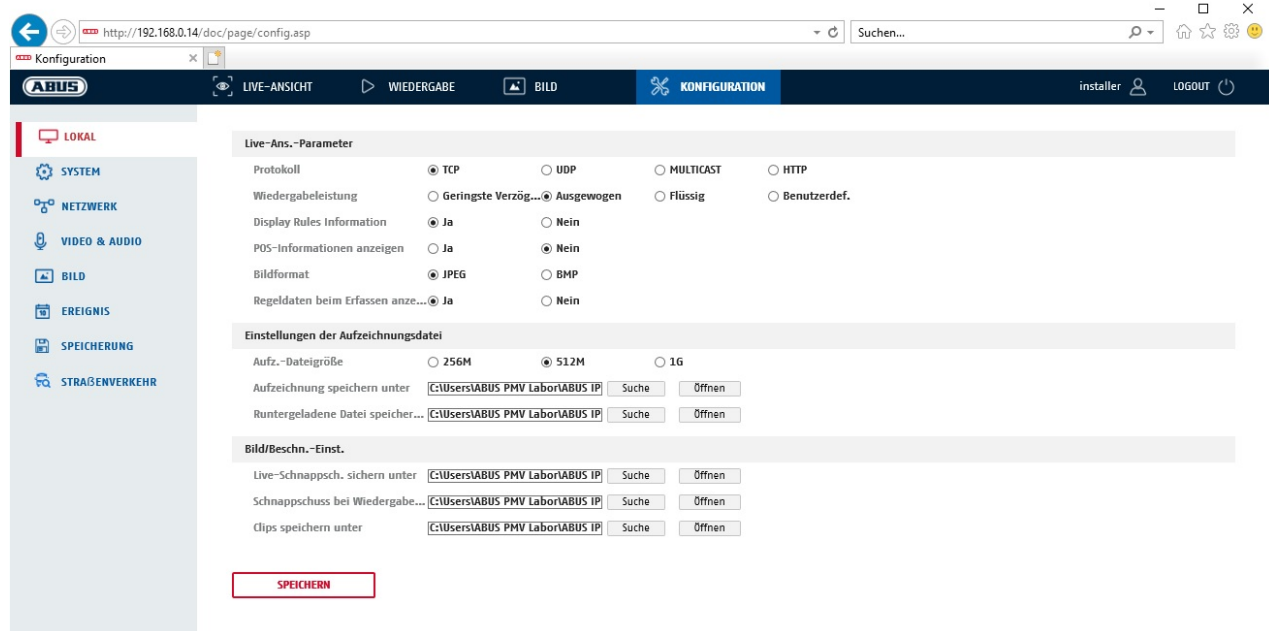 http://192.168.0.14/doc/page/config.asp Suchen...
Konfiguration
ABUS LIVE-ANSICHT WIEDERGABE BILD KONFIGURATION installer LOGOUT
LOKAL
SYSTEM
NETZWERK
VIDEO & AUDIO
BILD
EREIGNIS
SPEICHERUNG
STRAßENVERKEHR
Live-Ans.-Parameter
Protokoll TCP UDP MULTICAST HTTP
Wiedergabeleistung Geringste Verzög... Ausgewogen Flüssig Benutzerdef.
Display Rules Information Ja Nein
POS-Informationen anzeigen Ja Nein
Bildformat JPEG BMP
Regeldaten beim Erfassen anze... Ja Nein
Einstellungen der Aufzeichnungsdatei
Aufz.-Dateigröße 256M 512M 1G
Aufzeichnung speichern unter C:\Users\ABUS PMV Labor\ABUS IP Suche Öffnen
Runtergeladene Datei speicher... C:\Users\ABUS PMV Labor\ABUS IP Suche Öffnen
Bild/Beschn.-Einst.
Live-Schnappsch. sichern unter C:\Users\ABUS PMV Labor\ABUS IP Suche Öffnen
Schnappschuss bei Wiedergabe... C:\Users\ABUS PMV Labor\ABUS IP Suche Öffnen
Clips speichern unter C:\Users\ABUS PMV Labor\ABUS IP Suche Öffnen
SPEICHERN